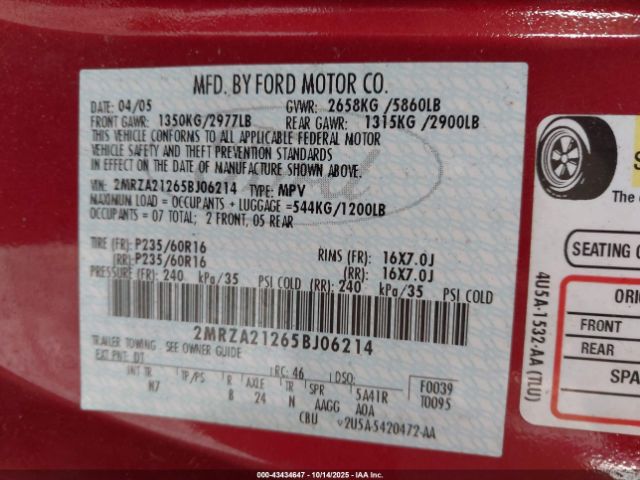 MFD. BY FORD MOTOR CO.
DATE: 04/05 GVWR: 2658KG /5860LB
FRONT GAWR: 1350KG/2977LB REAR GAWR: 1315KG /2900LB
THIS VEHICLE CONFORMS TO ALL APPLICABLE FEDERAL MOTOR
VEHICLE SAFETY AND THEFT PREVENTION STANDARDS
IN EFFECT ON THE DATE OF MANUFACTURE SHOWN ABOVE.
VIN: 2MRZA21265BJ06214 TYPE: MPV
MAXIMUM LOAD = OCCUPANTS + LUGGAGE = 544KG/1200LB
OCCUPANTS: 07 TOTAL; 2 FRONT, 05 REAR
TIRE (FR): P235/60R16 RIMS (FR): 16X7.0J
(RR): P235/60R16 (RR): 16X7.0J
PRESSURE (FR): 240 kPa/35 PSI COLD (RR): 240 kPa/35 PSI COLD
2MRZA21265BJ06214
TRAILER TOWING - SEE OWNER GUIDE
EXT PNT: DT RC: 46 DSO:
INT TR TP/PS R AXLE TR SPR 5A41R F0039
H7 B 24 N AAGG AOA T0095
CBU v2U5A-5420472-AA
SEATING
ORI
FRONT
REAR
SPA
4U5A-1532-AA (TLU)
000-43434647 - 10/14/2025 - IAA, Inc.